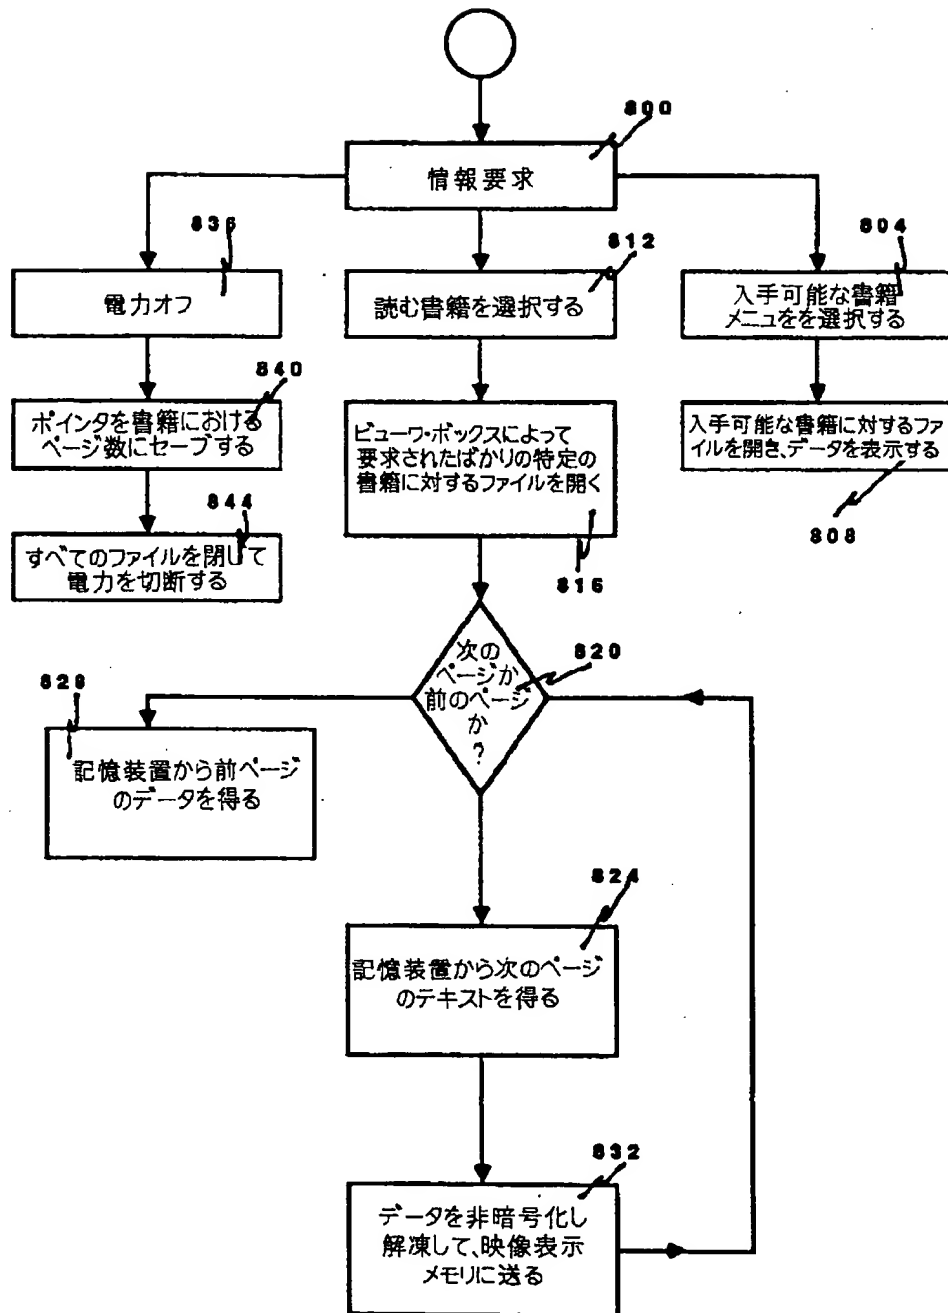 800
情報要求
836
812
804
電力オフ
読む書籍を選択する
入手可能な書籍
メニュをを選択する
840
ポインタを書籍における
ページ数にセーブする
ビューワ・ボックスによって
要求されたばかりの特定の
書籍に対するファイルを開く
入手可能な書籍に対するファ
イルを開き、データを表示する
844
808
すべてのファイルを閉じて
電力を切断する
816
次の
ページか
前のページ
か
?
820
828
記憶装置から前ページ
のデータを得る
824
記憶装置から次のページ
のテキストを得る
832
データを非暗号化し
解凍して、映像表示
メモリに送る